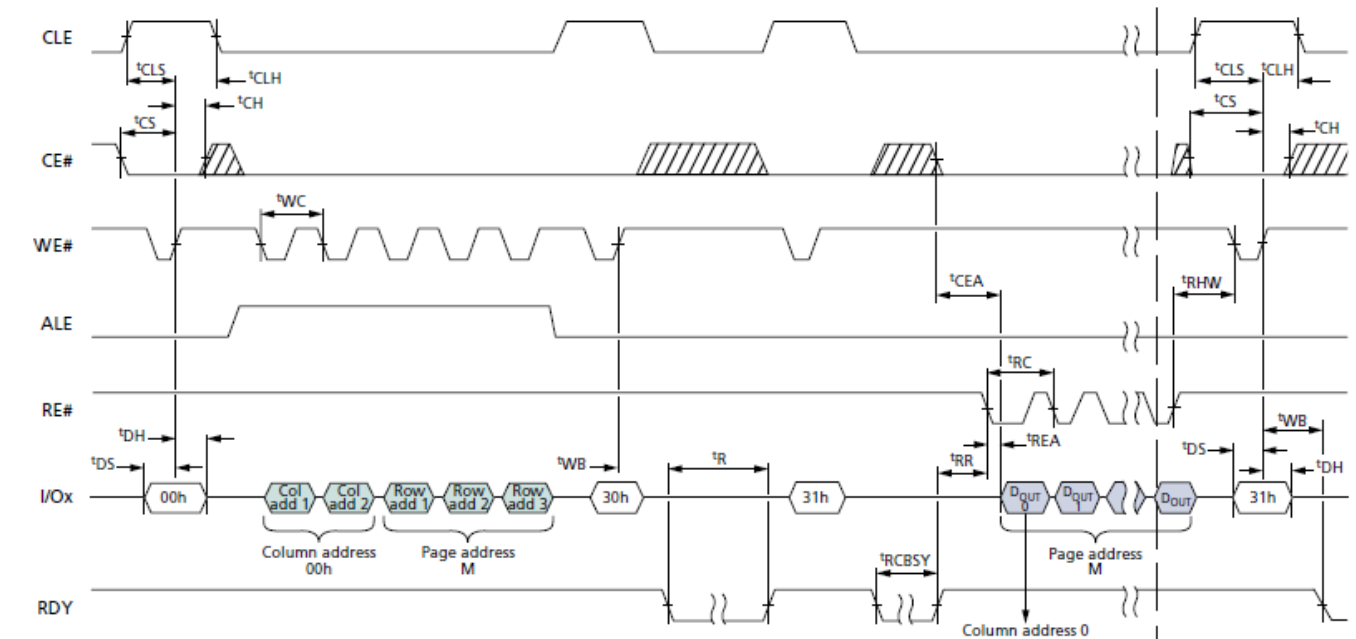 CLE
tCLS
tCLH
tCLS
tCLH
tCH
tCS
tCS
tCH
CE#
tWC
WE#
tCEA
tRHW
ALE
tRC
RE#
tDH
tREA
tWB
tDS
tWB
tR
tRR
tDS
tDH
I/Ox
00h
Col
add 1
Col
add 2
Row
add 1
Row
add 2
Row
add 3
30h
31h
DOUT
0
DOUT
1
DOUT
31h
Column address
00h
Page address
M
tRCBSY
Page address
M
RDY
Column address 0